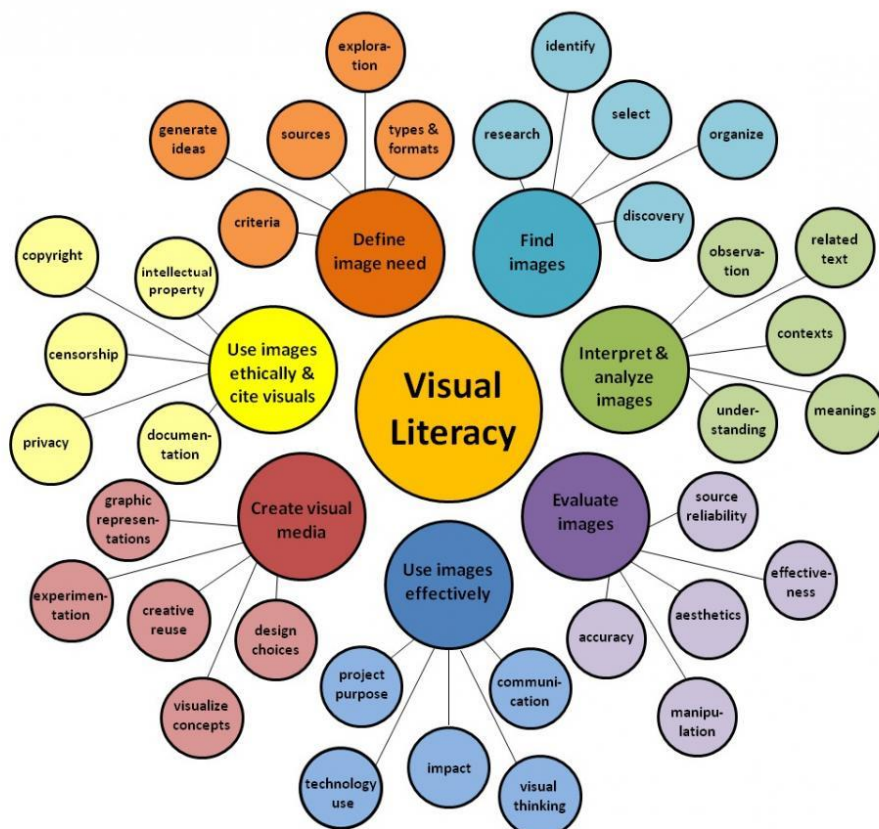 Visual
Literacy
Define
image need
explora-
tion
generate
ideas
sources
types &
formats
criteria
Find
images
identify
research
select
organize
discovery
Interpret &
analyze
images
observa-
tion
related
text
contexts
meanings
under-
standing
Evaluate
images
source
reliability
effective-
ness
aesthetics
accuracy
manipu-
lation
Use images
effectively
project
purpose
communi-
cation
technology
use
impact
visual
thinking
Create visual
media
graphic
represen-
tations
experimen-
tation
creative
reuse
design
choices
visualize
concepts
Use images
ethically &
cite visuals
copyright
intellectual
property
censorship
privacy
documen-
tation